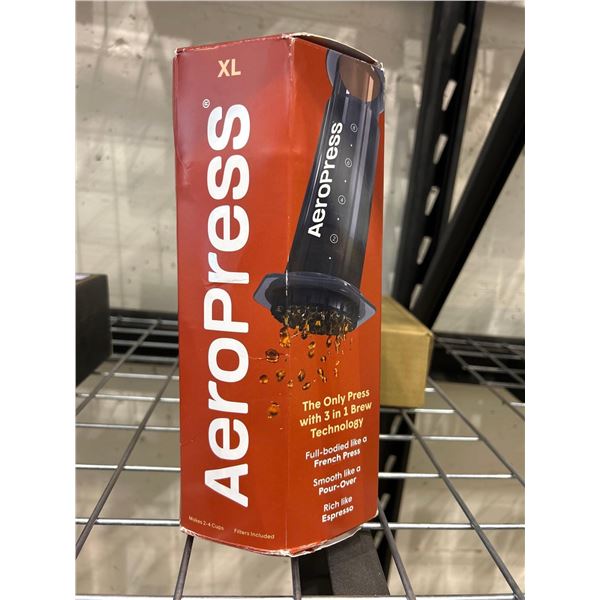 XL
AeroPress®
AeroPress
The Only Press
with 3 in 1 Brew
Technology
Full-bodied like a
French Press
Smooth like a
Pour-Over
Rich like
Espresso
Makes 2-4 Cups
Filters Included